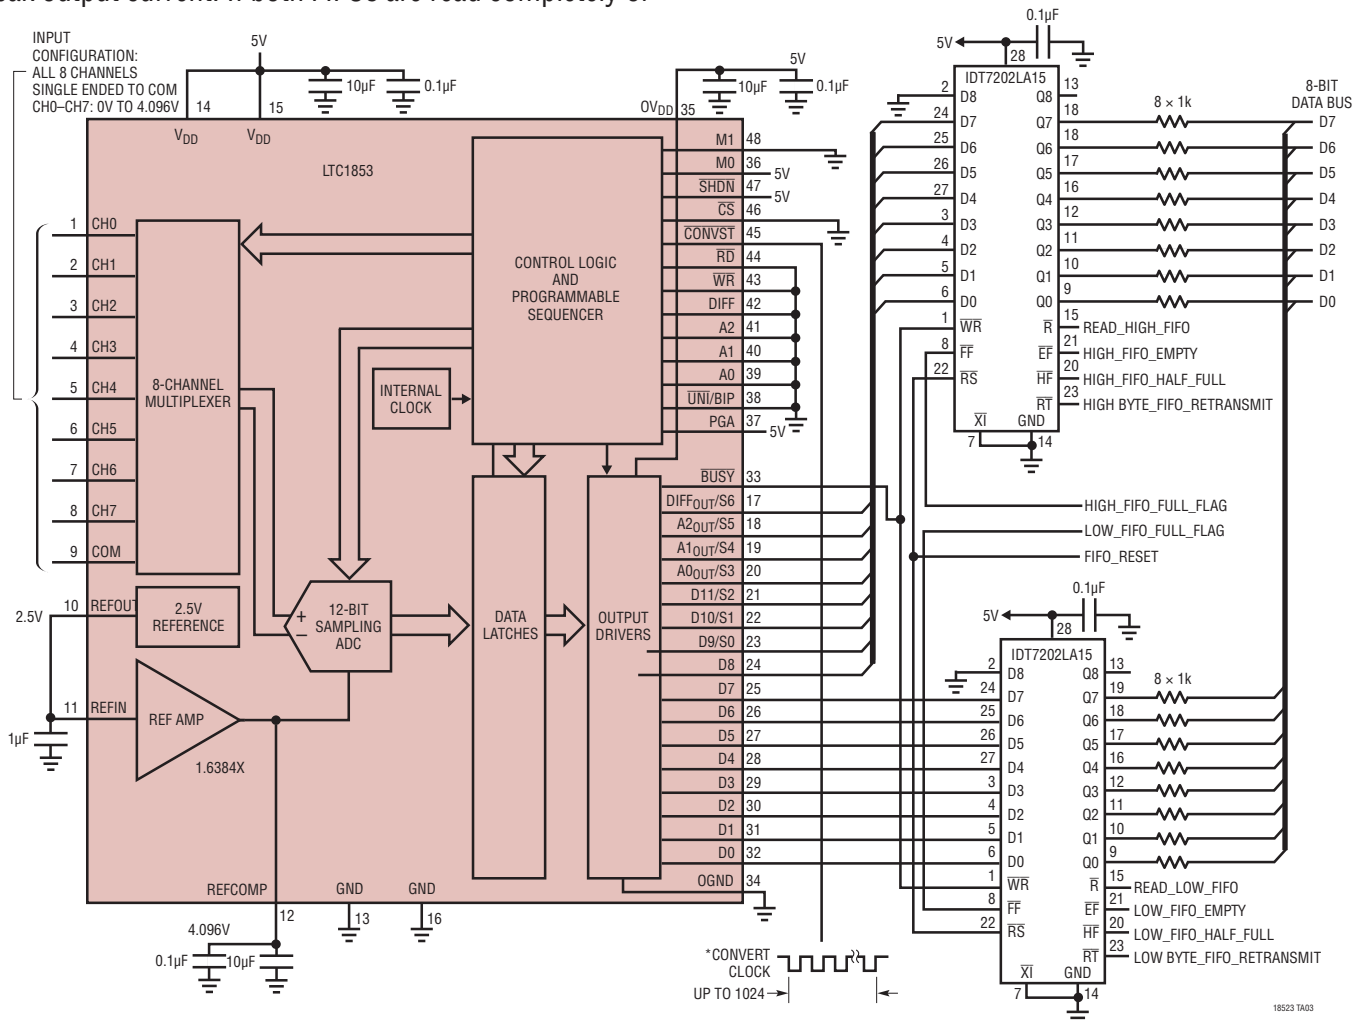 INPUT
CONFIGURATION:
ALL 8 CHANNELS
SINGLE ENDED TO COM
CH0–CH7: 0V TO 4.096V
5V
10µF
0.1µF
14
15
VDD
VDD
LTC1853
5V
10µF
0.1µF
OVDD 35
1 CH0
2 CH1
3 CH2
4 CH3
5 CH4
6 CH5
7 CH6
8 CH7
9 COM
8-CHANNEL
MULTIPLEXER
CONTROL LOGIC
AND
PROGRAMMABLE
SEQUENCER
INTERNAL
CLOCK
M1 48
M0 36 5V
SHDN 47 5V
CS 46
CONVST 45
RD 44
WR 43
DIFF 42
A2 41
A1 40
A0 39
UNI/BIP 38
PGA 37 5V
BUSY 33
DIFFOUT/S6 17
A2OUT/S5 18
A1OUT/S4 19
A0OUT/S3 20
D11/S2 21
D10/S1 22
D9/S0 23
D8 24
D7 25
D6 26
D5 27
D4 28
D3 29
D2 30
D1 31
D0 32
OGND 34
2.5V
10 REFOUT
2.5V
REFERENCE
+
–
12-BIT
SAMPLING
ADC
DATA
LATCHES
OUTPUT
DRIVERS
11 REFIN
REF AMP
1.6384X
1µF
REFCOMP
12
GND
13
GND
16
4.096V
0.1µF
10µF
*CONVERT
CLOCK
UP TO 1024
0.1µF
5V
28
IDT7202LA15
2 D8 Q8 13
24 D7 Q7 18
25 D6 Q6 18
26 D5 Q5 17
27 D4 Q4 16
3 D3 Q3 12
4 D2 Q2 11
5 D1 Q1 10
6 D0 Q0 9
1 WR R 15 READ_HIGH_FIFO
8 FF EF 21 HIGH_FIFO_EMPTY
22 RS HF 20 HIGH_FIFO_HALF_FULL
RT 23 HIGH BYTE_FIFO_RETRANSMIT
XI GND
7 14
8 × 1k
8-BIT
DATA BUS
D7
D6
D5
D4
D3
D2
D1
D0
HIGH_FIFO_FULL_FLAG
LOW_FIFO_FULL_FLAG
FIFO_RESET
0.1µF
5V
28
IDT7202LA15
2 D8 Q8 13
24 D7 Q7 19
25 D6 Q6 18
26 D5 Q5 17
27 D4 Q4 16
3 D3 Q3 12
4 D2 Q2 11
5 D1 Q1 10
6 D0 Q0 9
1 WR R 15 READ_LOW_FIFO
8 FF EF 21 LOW_FIFO_EMPTY
22 RS HF 20 LOW_FIFO_HALF_FULL
RT 23 LOW BYTE_FIFO_RETRANSMIT
XI GND
7 14
8 × 1k
18523 TA03